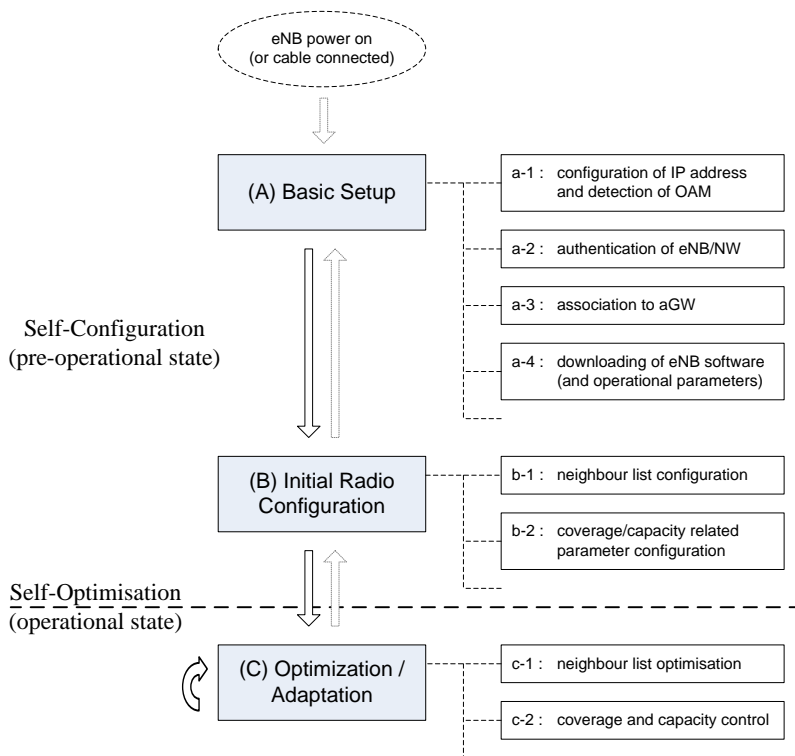 eNB power on
(or cable connected)
(A) Basic Setup
a-1 : configuration of IP address
and detection of OAM
a-2 : authentication of eNB/NW
a-3 : association to aGW
a-4 : downloading of eNB software
(and operational parameters)
Self-Configuration
(pre-operational state)
(B) Initial Radio
Configuration
b-1 : neighbour list configuration
b-2 : coverage/capacity related
parameter configuration
Self-Optimisation
(operational state)
(C) Optimization /
Adaptation
c-1 : neighbour list optimisation
c-2 : coverage and capacity control